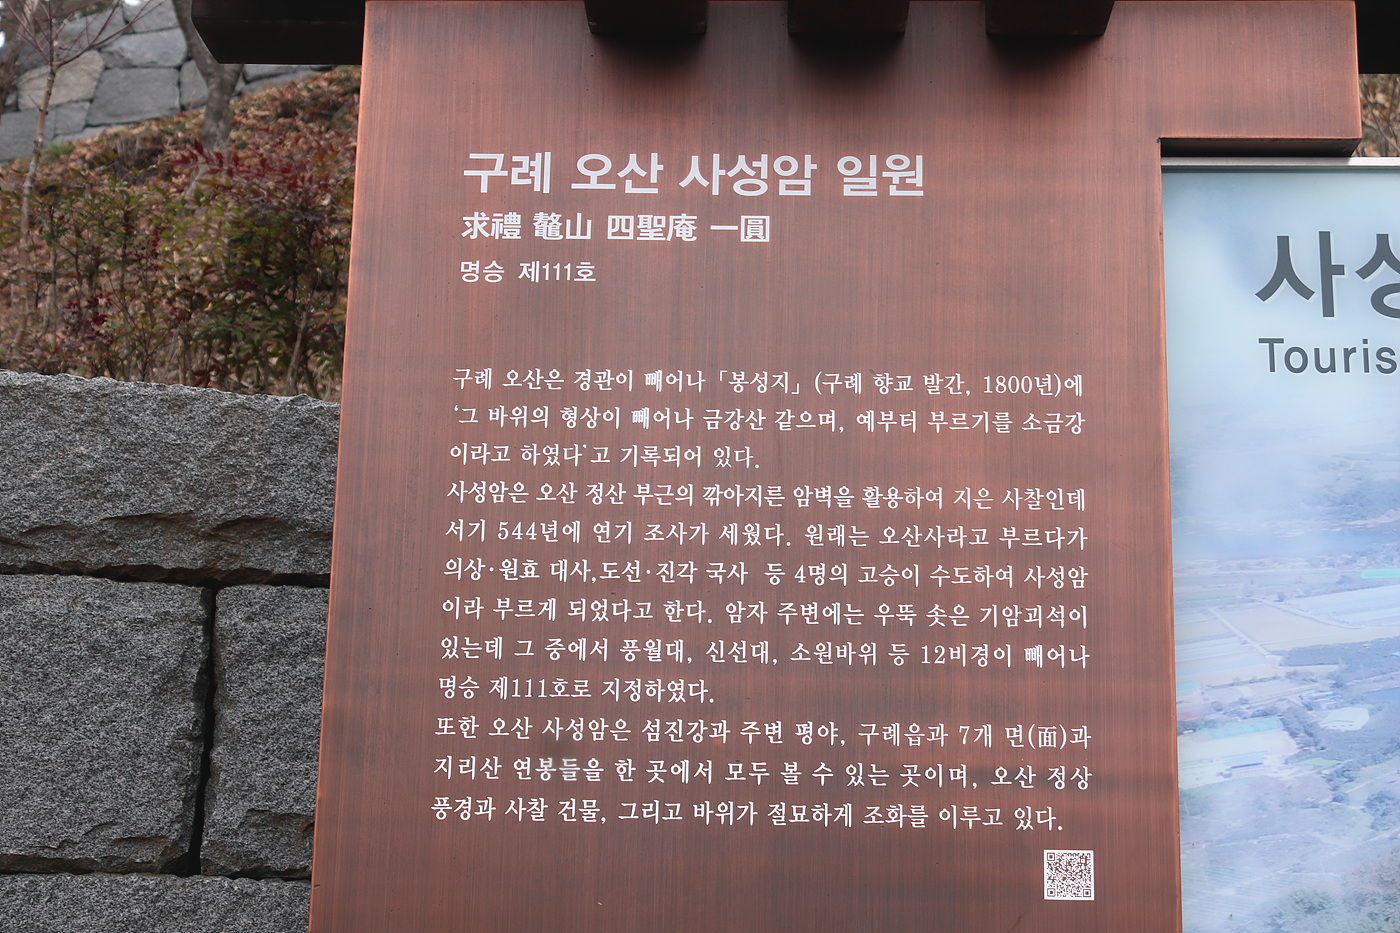 구례 오산 사성암 일원
求禮 鼇山 四聖庵 一圓
명승 제111호
구례 오산은 경관이 빼어나「봉성지」(구례 향교 발간, 1800년)에
‘그 바위의 형상이 빼어나 금강산 같으며, 예부터 부르기를 소금강
이라고 하였다’고 기록되어 있다.
사성암은 오산 정산 부근의 깎아지른 암벽을 활용하여 지은 사찰인데
서기 544년에 연기 조사가 세웠다. 원래는 오산사라고 부르다가
의상·원효 대사,도선·진각 국사 등 4명의 고승이 수도하여 사성암
이라 부르게 되었다고 한다. 암자 주변에는 우뚝 솟은 기암괴석이
있는데 그 중에서 풍월대, 신선대, 소원바위 등 12비경이 빼어나
명승 제111호로 지정하였다.
또한 오산 사성암은 섬진강과 주변 평야, 구례읍과 7개 면(面)과
지리산 연봉들을 한 곳에서 모두 볼 수 있는 곳이며, 오산 정상
풍경과 사찰 건물, 그리고 바위가 절묘하게 조화를 이루고 있다.
사성
Touris